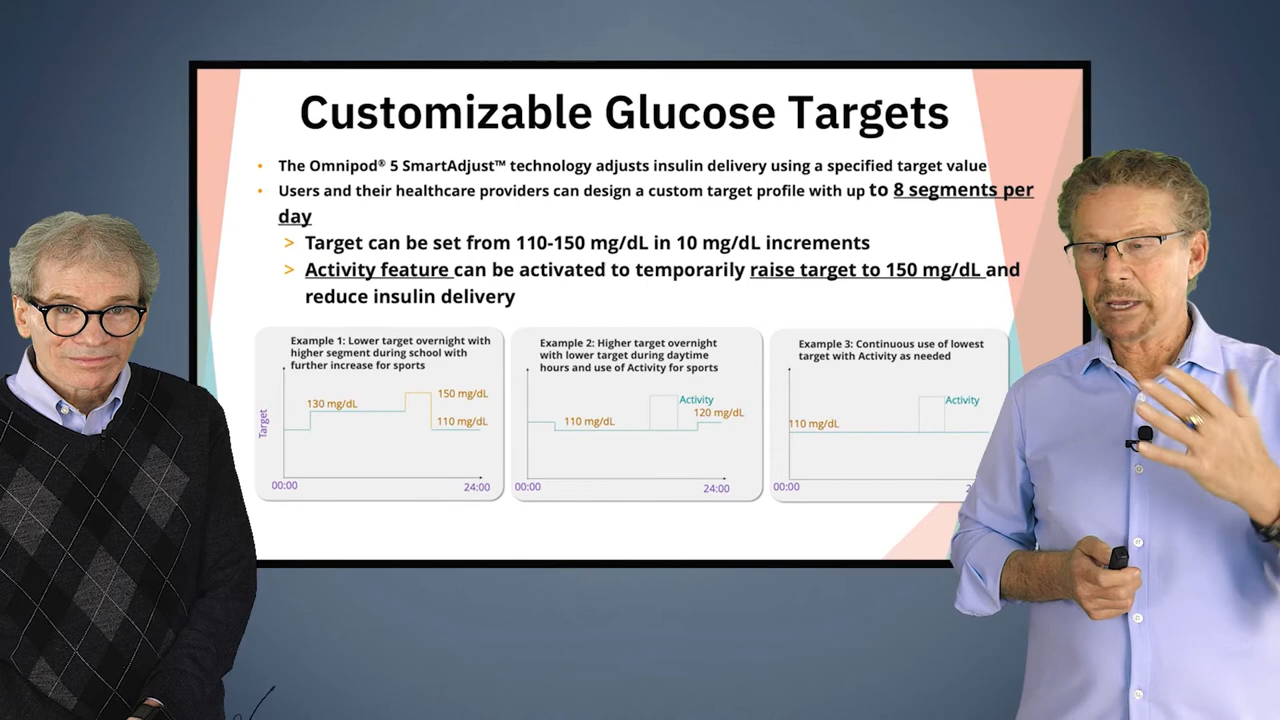 Customizable Glucose Targets
• The Omnipod® 5 SmartAdjust™ technology adjusts insulin delivery using a specified target value
• Users and their healthcare providers can design a custom target profile with up to 8 segments per
day
> Target can be set from 110-150 mg/dL in 10 mg/dL increments
> Activity feature can be activated to temporarily raise target to 150 mg/dL and
reduce insulin delivery
Example 1: Lower target overnight with
higher segment during school with
further increase for sports
Target
130 mg/dL
150 mg/dL
110 mg/dL
00:00
24:00
Example 2: Higher target overnight
with lower target during daytime
hours and use of Activity for sports
110 mg/dL
Activity
120 mg/dL
00:00
24:00
Example 3: Continuous use of lowest
target with Activity as needed
110 mg/dL
Activity
00:00